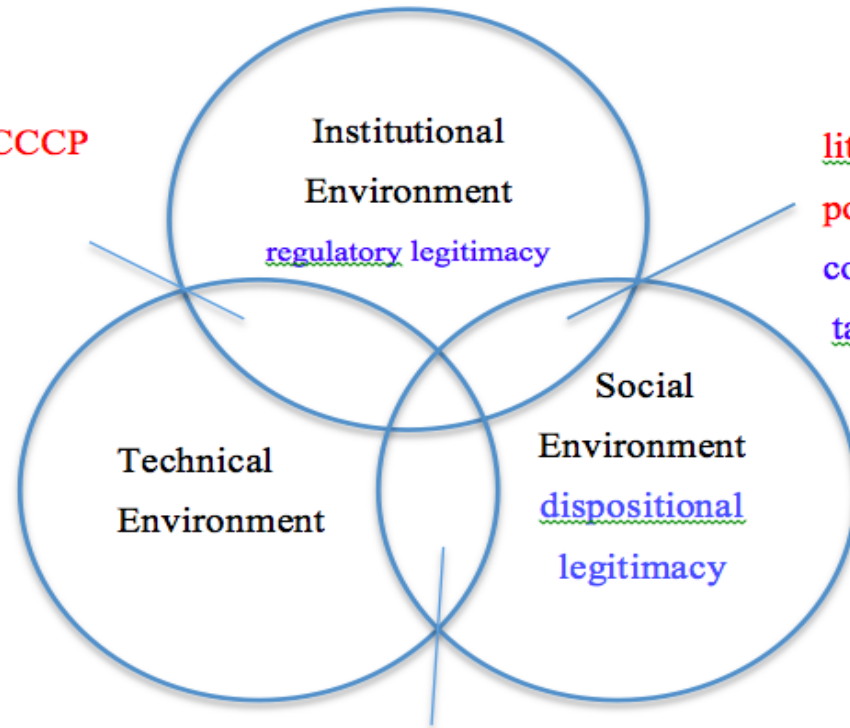 Institutional
CCCP
Environment
regulatory legitimacy
Social
Environment
Technical
Environment
dispositional
legitimacy